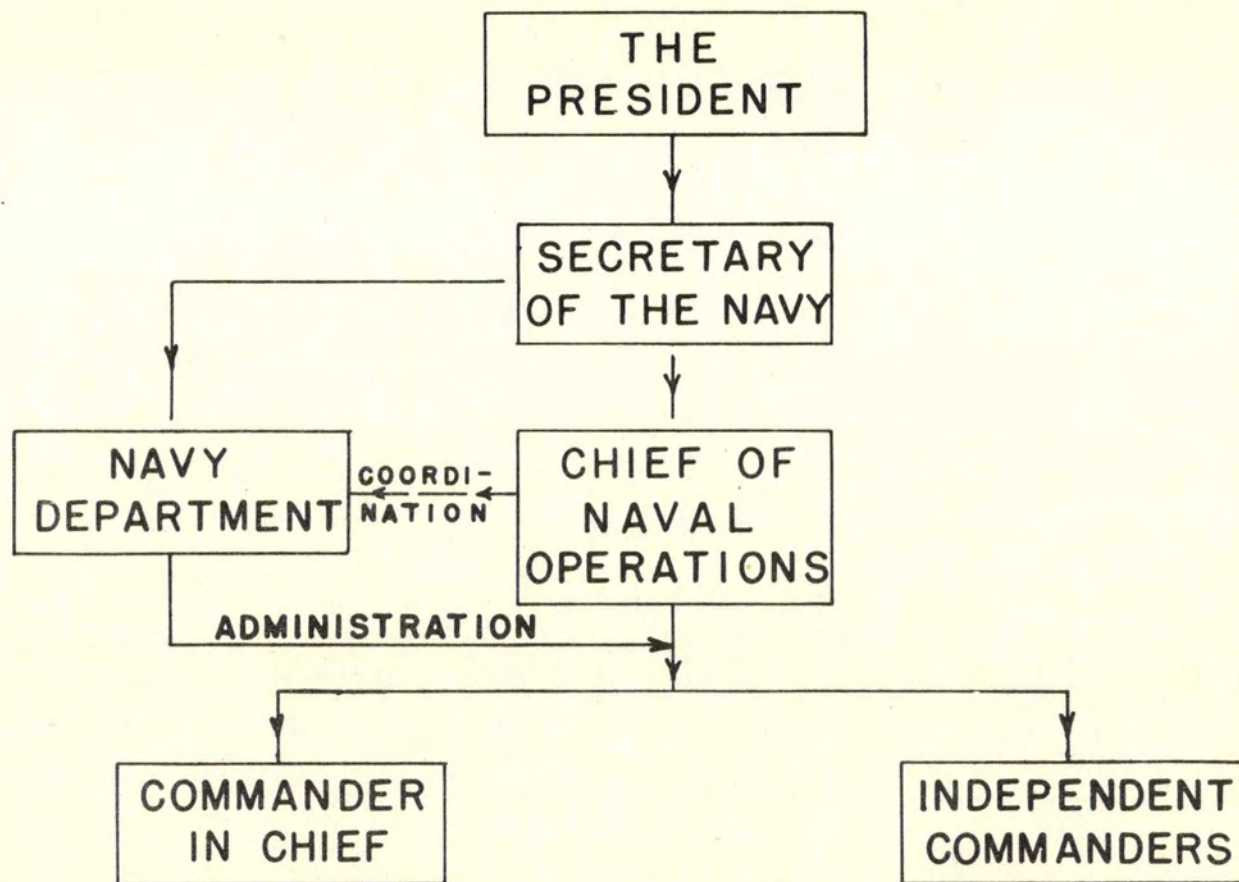 THE
PRESIDENT
SECRETARY
OF THE NAVY
NAVY
DEPARTMENT
COORDI-
NATION
CHIEF OF
NAVAL
OPERATIONS
ADMINISTRATION
COMMANDER
IN CHIEF
INDEPENDENT
COMMANDERS